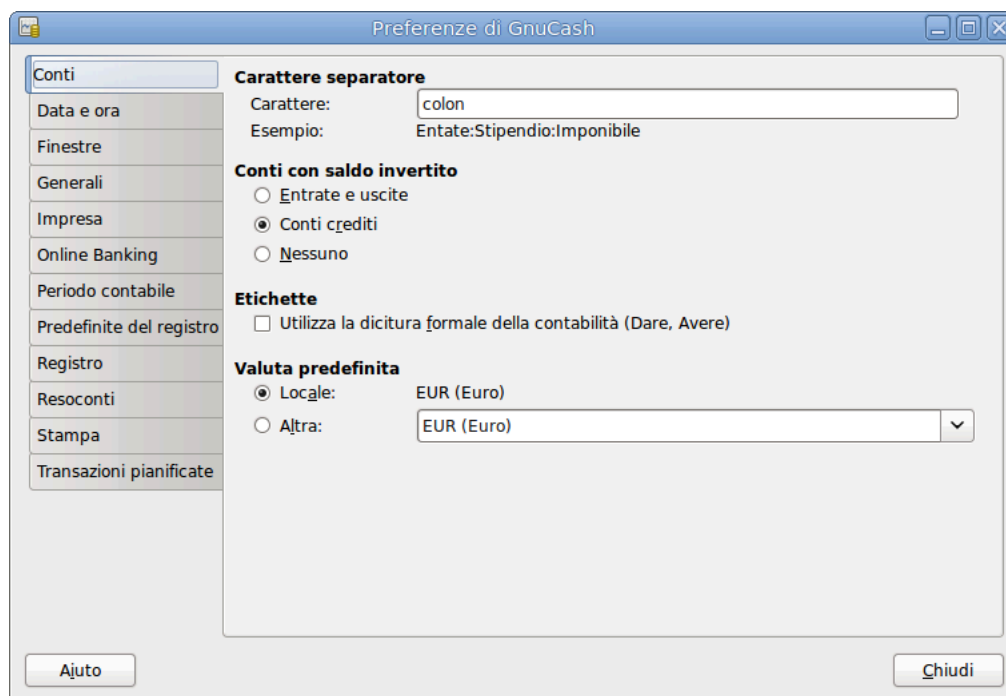 Preferenze di GnuCash
Conti
Data e ora
Finestre
Generali
Impresa
Online Banking
Periodo contabile
Predefinite del registro
Registro
Resoconti
Stampa
Transazioni pianificate
Carattere separatore
Carattere: colon
Esempio: Entate:Stipendio:Imponibile
Conti con saldo invertito
Entrate e uscite
Conti crediti
Nessuno
Etichette
Utilizza la dicitura formale della contabilità (Dare, Avere)
Valuta predefinita
Locale: EUR (Euro)
Altra: EUR (Euro)
Aiuto
Chiudi